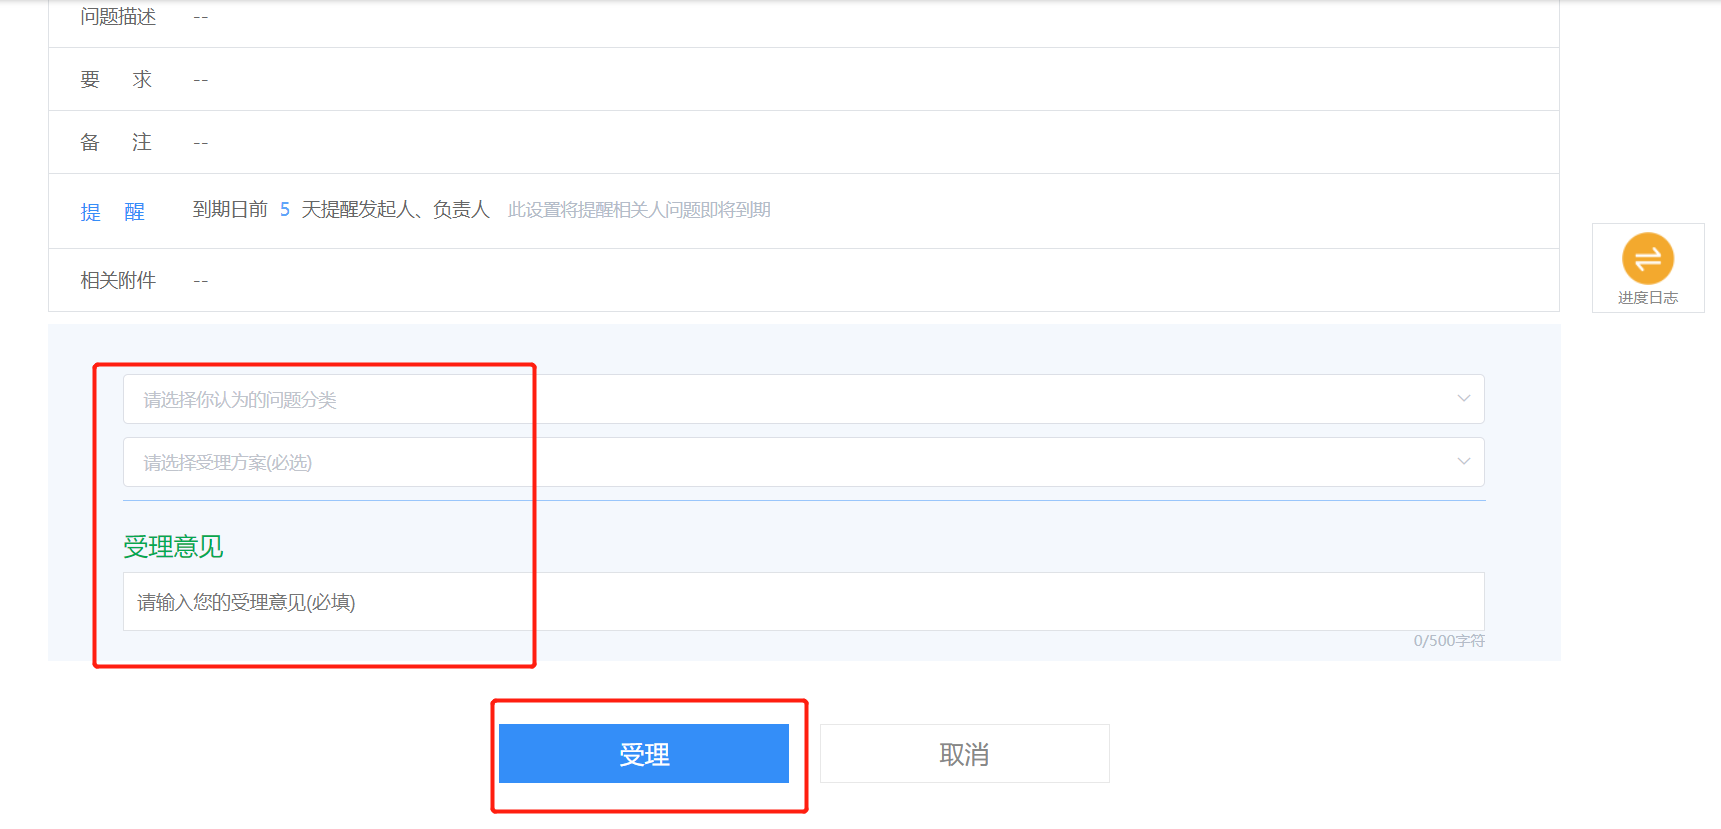 问题描述 --
要 求 --
备 注 --
提 醒 到期日前 5 天提醒发起人、负责人 此设置将提醒相关人问题即将到期
相关附件 --
进度日志
请选择你认为的问题分类
请选择受理方案(必选)
受理意见
请输入您的受理意见(必填)
0/500字符
受理 取消